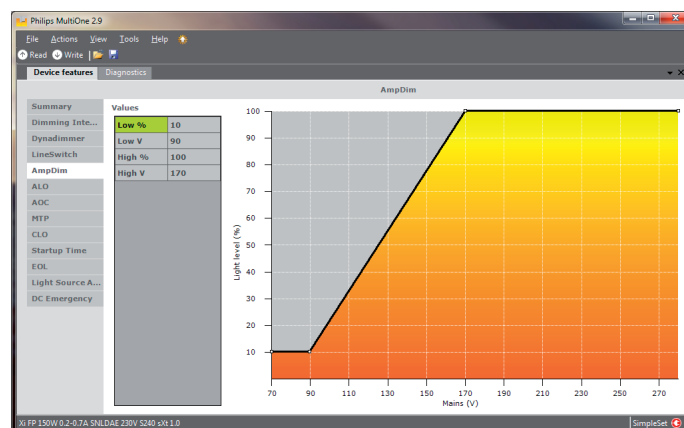 Philips MultiOne 2.9
File Actions View Tools Help
Read Write
Device features Diagnostics
AmpDim
Summary
Dimming Inte...
Dynadimmer
LineSwitch
AmpDim
ALO
AOC
MTP
CLO
Startup Time
EOL
Light Source A...
DC Emergency
Values
Low % 10
Low V 90
High % 100
High V 170
Light level (%)
100
90
80
70
60
50
40
30
20
10
70 90 110 130 150 170 190 210 230 250 270
Mains (V)
Xi FP 150W 0.2-0.7A SNLDAE 230V S240 sXt 1.0
SimpleSet